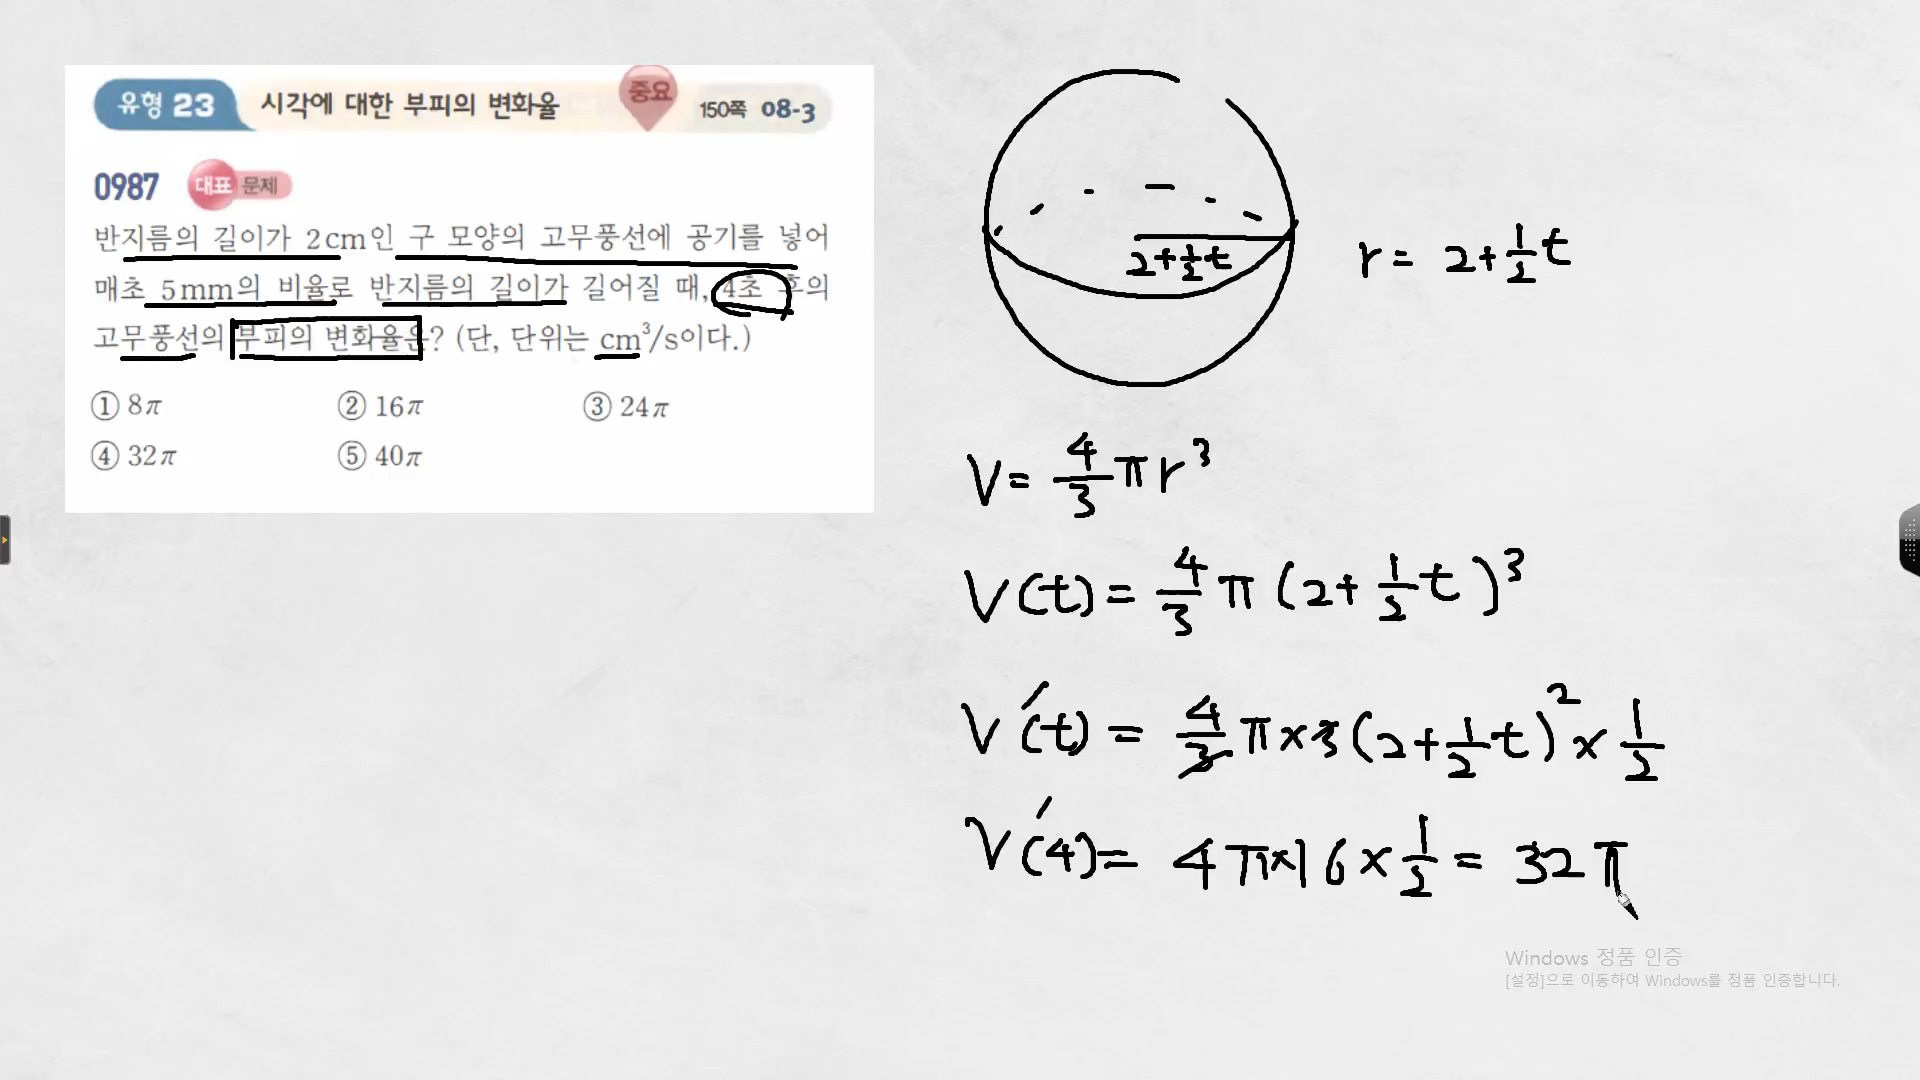 유형 23 시각에 대한 부피의 변화율 중요 150쪽 08-3
0987 대표 문제
반지름의 길이가 2cm인 구 모양의 고무풍선에 공기를 넣어
매초 5mm의 비율로 반지름의 길이가 길어질 때, 4초 후의
고무풍선의 부피의 변화율은? (단, 단위는 cm³/s이다.)
① 8π ② 16π ③ 24π
④ 32π ⑤ 40π
2+½t
r = 2+½t
V = 4/3 π r³
V(t) = 4/3 π (2+½t)³
V'(t) = 4/3 π × 3 (2+½t)² × ½
V'(4) = 4π × 16 × ½ = 32π
Windows 정품 인증
[설정]으로 이동하여 Windows를 정품 인증합니다.